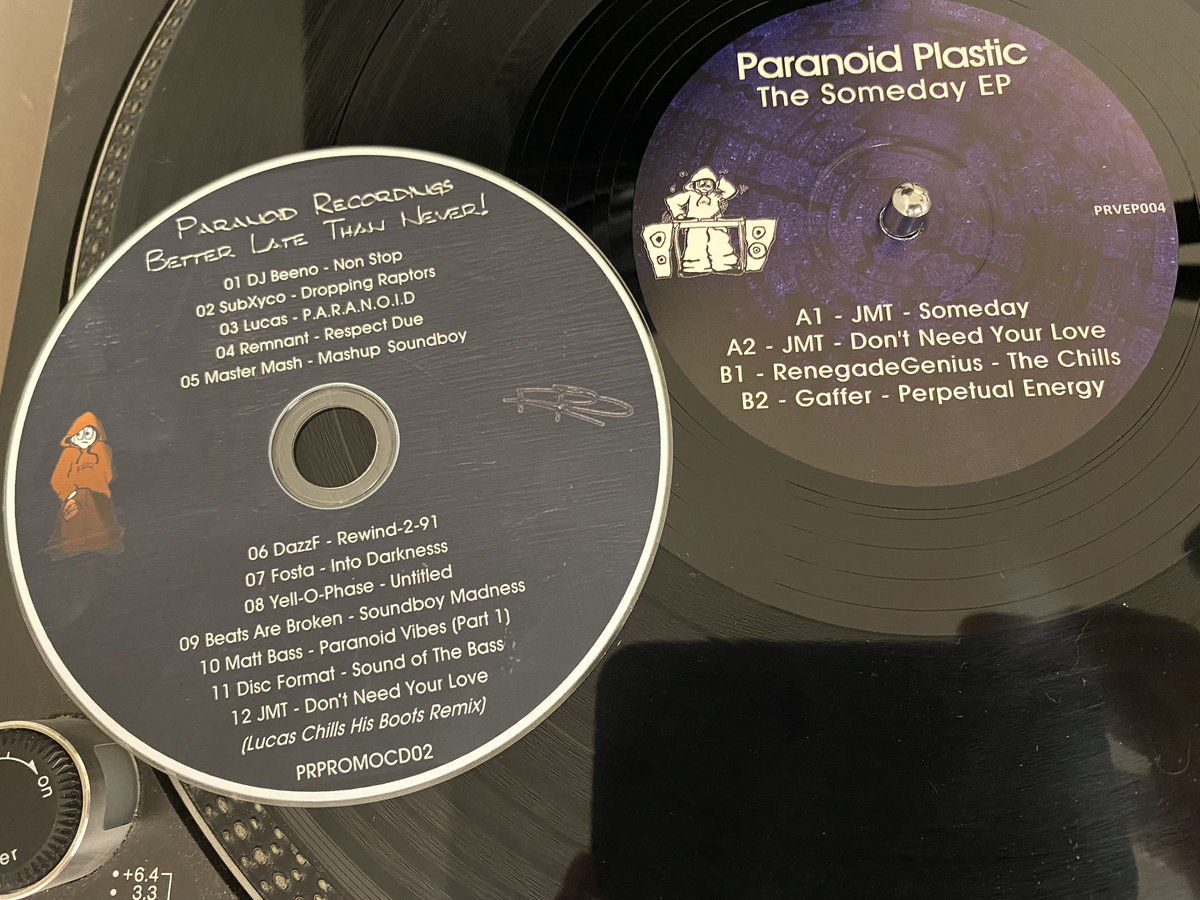 Paranoid Recordings
Better Late Than Never!
01 DJ Beeno - Non Stop
02 SubXyco - Dropping Raptors
03 Lucas - P.A.R.A.N.O.I.D
04 Remnant - Respect Due
05 Master Mash - Mashup Soundboy
06 DazzF - Rewind-2-91
07 Fosta - Into Darknesss
08 Yell-O-Phase - Untitled
09 Beats Are Broken - Soundboy Madness
10 Matt Bass - Paranoid Vibes (Part 1)
11 Disc Format - Sound of The Bass
12 JMT - Don't Need Your Love
(Lucas Chills His Boots Remix)
PRPROMOCD02
Paranoid Plastic
The Someday EP
PRVEP004
A1 - JMT - Someday
A2 - JMT - Don't Need Your Love
B1 - RenegadeGenius - The Chills
B2 - Gaffer - Perpetual Energy
on
+6.4
3,3